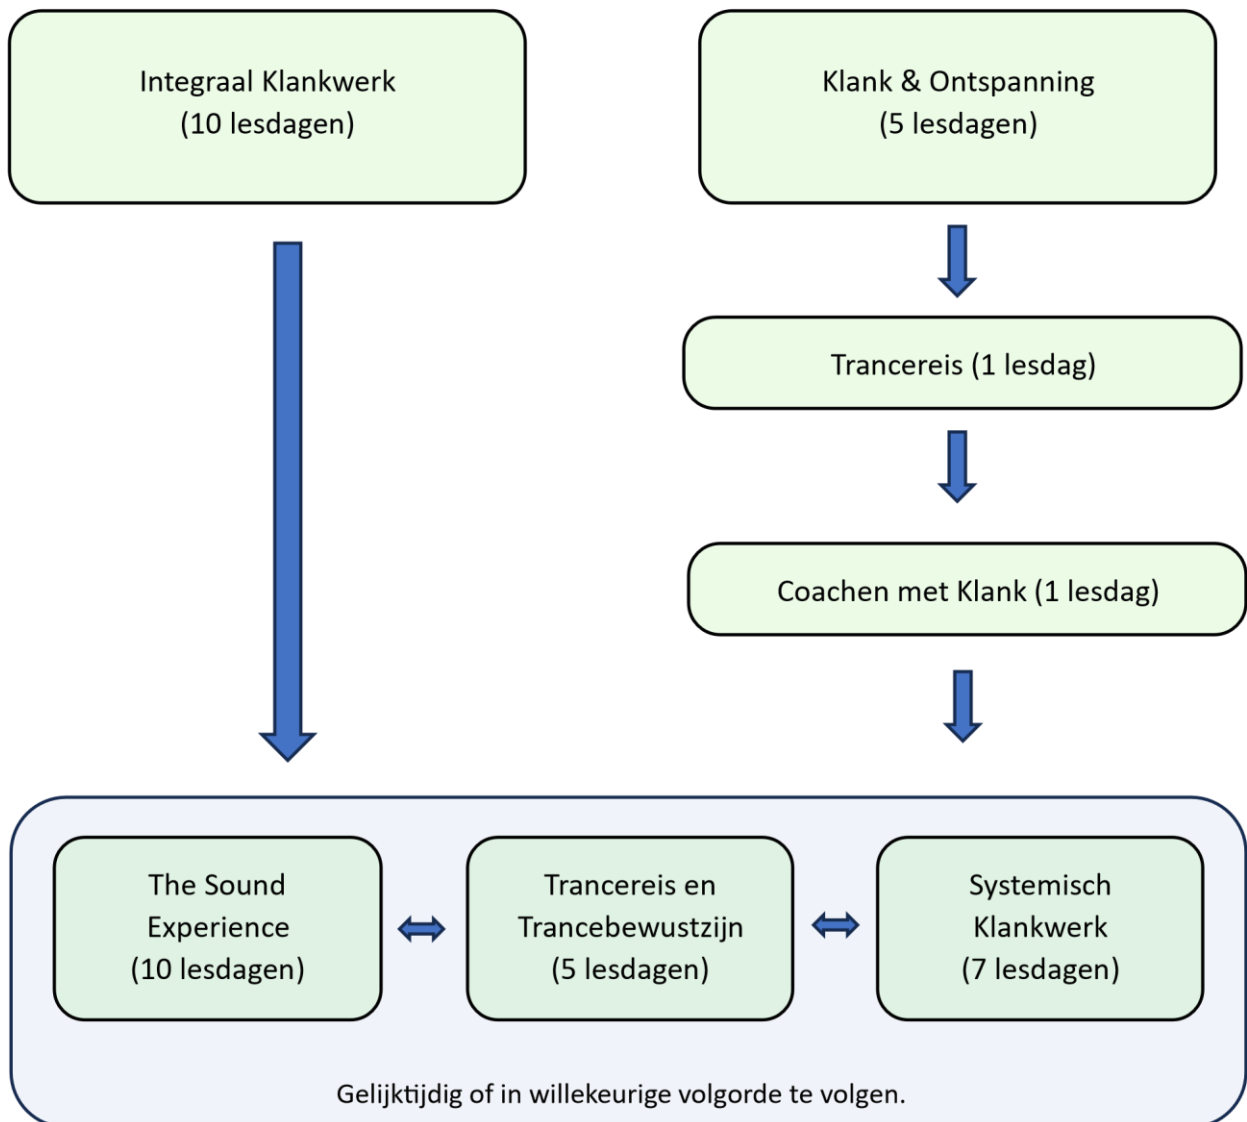 Integraal Klankwerk
(10 lesdagen)
Klank & Ontspanning
(5 lesdagen)
Trancereis (1 lesdag)
Coachen met Klank (1 lesdag)
The Sound
Experience
(10 lesdagen)
Trancereis en
Trancebewustzijn
(5 lesdagen)
Systemisch
Klankwerk
(7 lesdagen)
Gelijktijdig of in willekeurige volgorde te volgen.